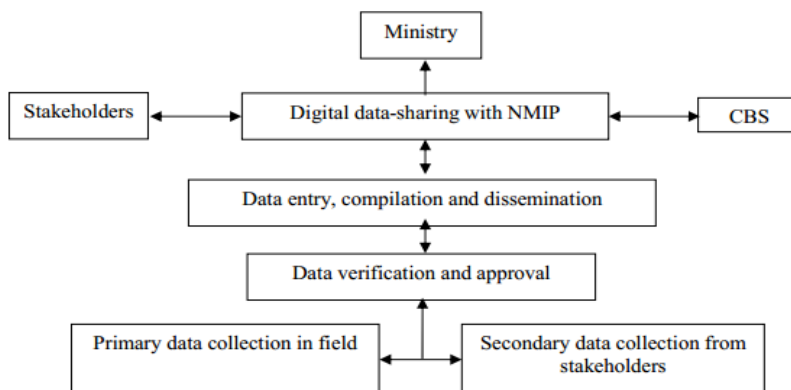 Ministry
Stakeholders
Digital data-sharing with NMIP
CBS
Data entry, compilation and dissemination
Data verification and approval
Primary data collection in field
Secondary data collection from
stakeholders